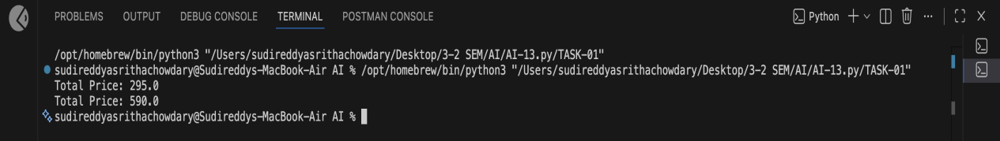 PROBLEMS OUTPUT DEBUG CONSOLE TERMINAL POSTMAN CONSOLE Python
/opt/homebrew/bin/python3 "/Users/sudireddyasrithachowdary/Desktop/3-2 SEM/AI/AI-13.py/TASK-01"
sudireddyasrithachowdary@Sudireddys-MacBook-Air AI % /opt/homebrew/bin/python3 "/Users/sudireddyasrithachowdary/Desktop/3-2 SEM/AI/AI-13.py/TASK-01"
Total Price: 295.0
Total Price: 590.0
sudireddyasrithachowdary@Sudireddys-MacBook-Air AI %